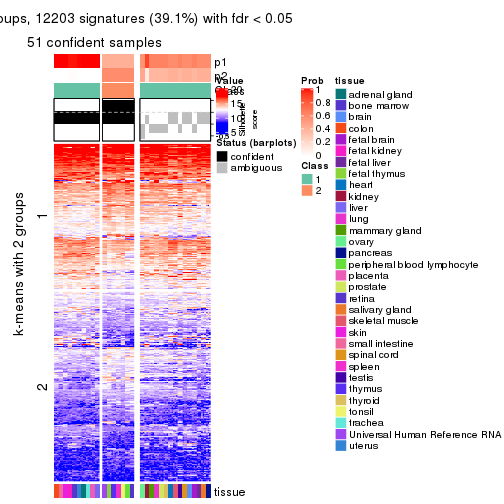 oups, 12203 signatures (39.1%) with fdr < 0.05
51 confident samples
p1
p2
Class
Value
15
10
5
Silhouette
score
Status (barplots)
confident
ambiguous
Prob
1
0.8
0.6
0.4
0.2
0
Class
1
2
k-means with 2 groups
1
2
tissue
tissue
adrenal gland
bone marrow
brain
colon
fetal brain
fetal kidney
fetal liver
fetal thymus
heart
kidney
liver
lung
mammary gland
ovary
pancreas
peripheral blood lymphocyte
placenta
prostate
retina
salivary gland
skeletal muscle
skin
small intestine
spinal cord
spleen
testis
thymus
thyroid
tonsil
trachea
Universal Human Reference RNA
uterus